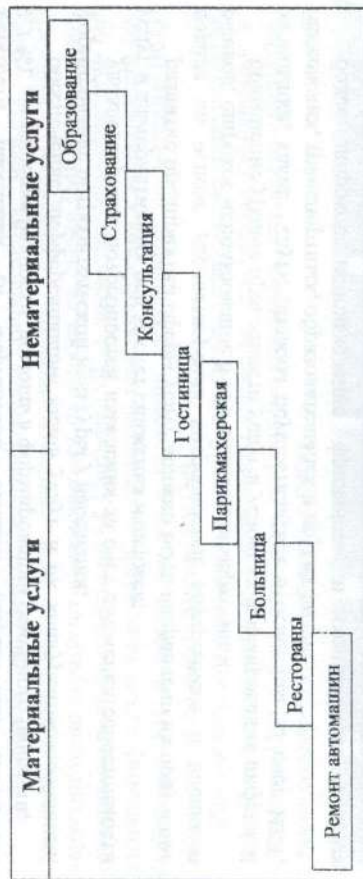 Материальные услуги
Нематериальные услуги
Образование
Страхование
Консультация
Гостиница
Парикмахерская
Больница
Рестораны
Ремонт автомашин